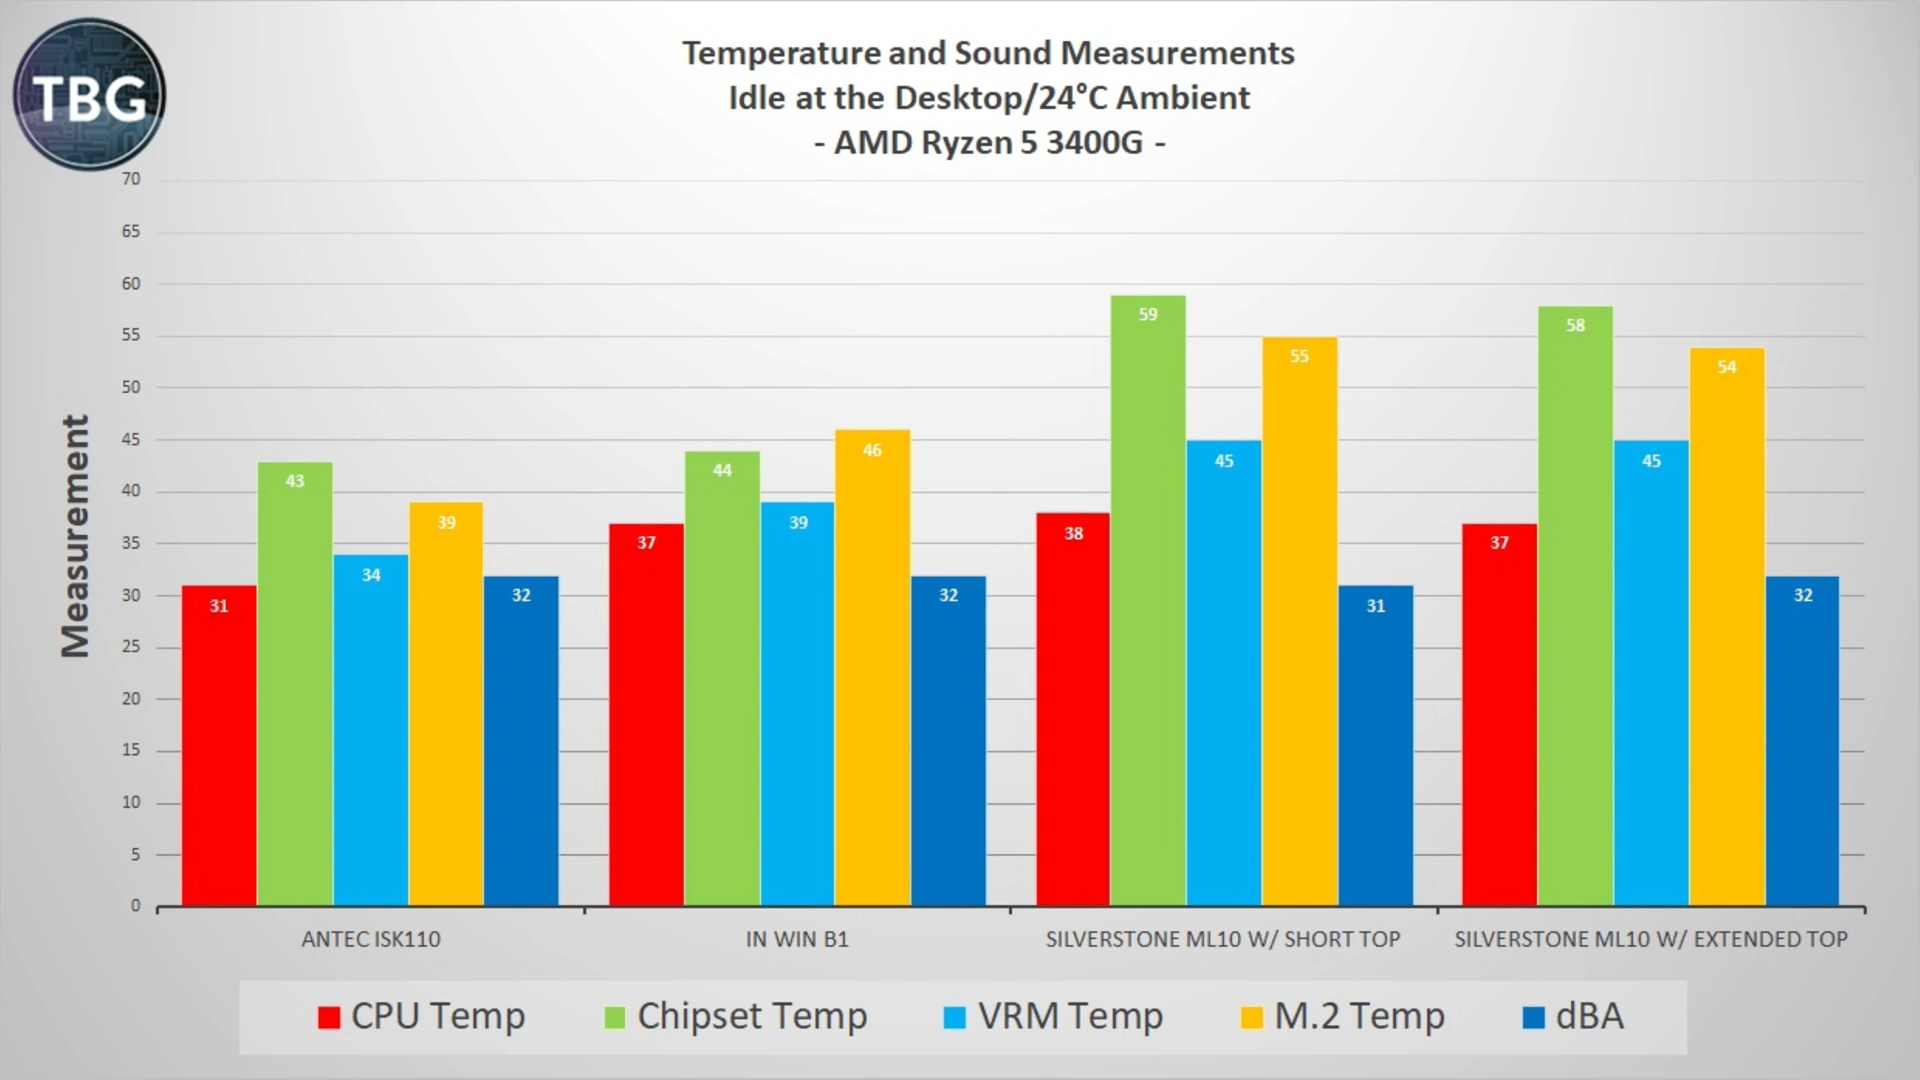 TBG
Temperature and Sound Measurements
Idle at the Desktop/24°C Ambient
- AMD Ryzen 5 3400G -
Measurement
70
65
60
55
50
45
40
35
30
25
20
15
10
5
0
31
43
34
39
32
37
44
39
46
32
38
59
45
55
31
37
58
45
54
32
ANTEC ISK110
IN WIN B1
SILVERSTONE ML10 W/ SHORT TOP
SILVERSTONE ML10 W/ EXTENDED TOP
CPU Temp
Chipset Temp
VRM Temp
M.2 Temp
dBA